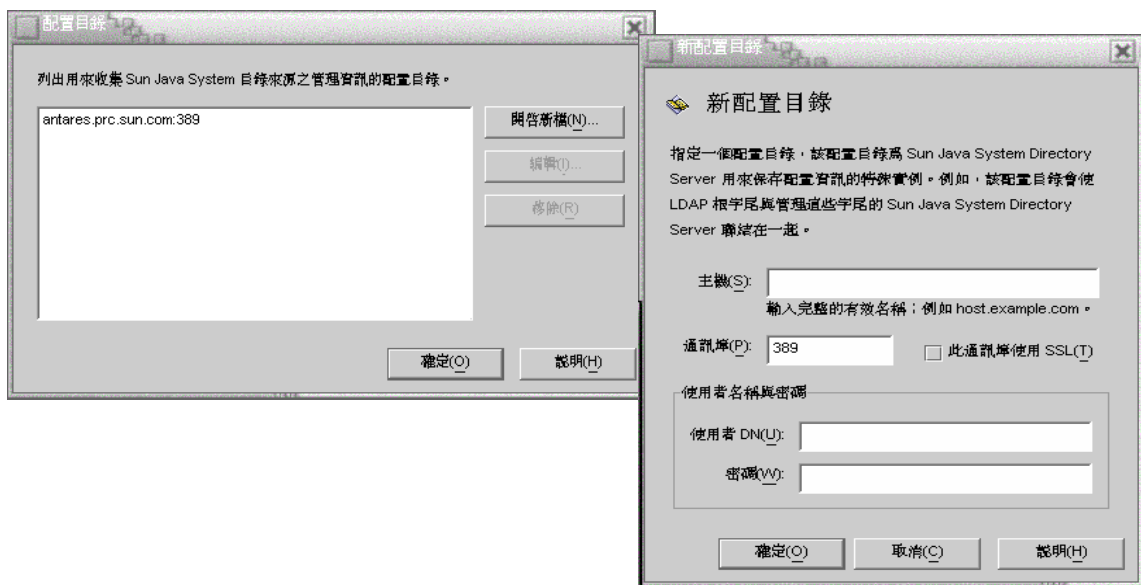 配置目錄
列出用來收集 Sun Java System 目錄來源之管理資訊的配置目錄。
antares.prc.sun.com:389
開啓新檔(N)...
編輯(I)...
移除(R)
確定(O)
說明(H)
新配置目錄
新配置目錄
指定一個配置目錄，該配置目錄爲 Sun Java System Directory
Server 用來保存配置資訊的特殊實例。例如，該配置目錄會使
LDAP 根字尾與管理這些字尾的 Sun Java System Directory
Server 聯結在一起。
主機(S):
輸入完整的有效名稱；例如 host.example.com。
通訊埠(P):
389
此通訊埠使用 SSL(T)
使用者名稱與密碼
使用者 DN(U):
密碼(W):
確定(O)
取消(C)
說明(H)